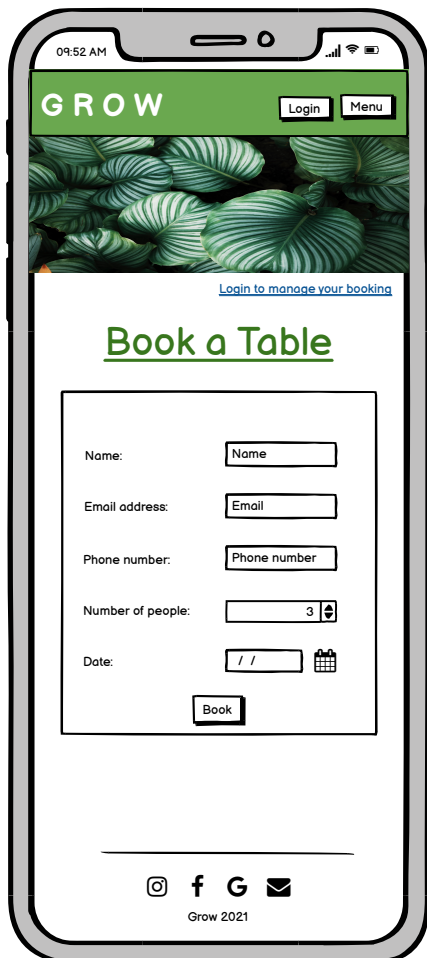 09:52 AM
GROW
Login
Menu
Login to manage your booking
Book a Table
Name:
Name
Email address:
Email
Phone number:
Phone number
Number of people:
3
Date:
/ /
Book
Grow 2021